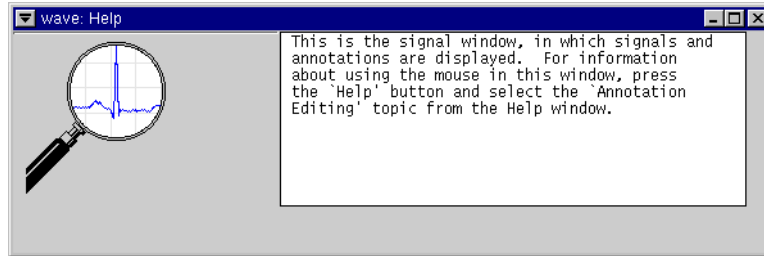 wave: Help
This is the signal window, in which signals and
annotations are displayed.  For information
about using the mouse in this window, press
the `Help' button and select the `Annotation
Editing' topic from the Help window.